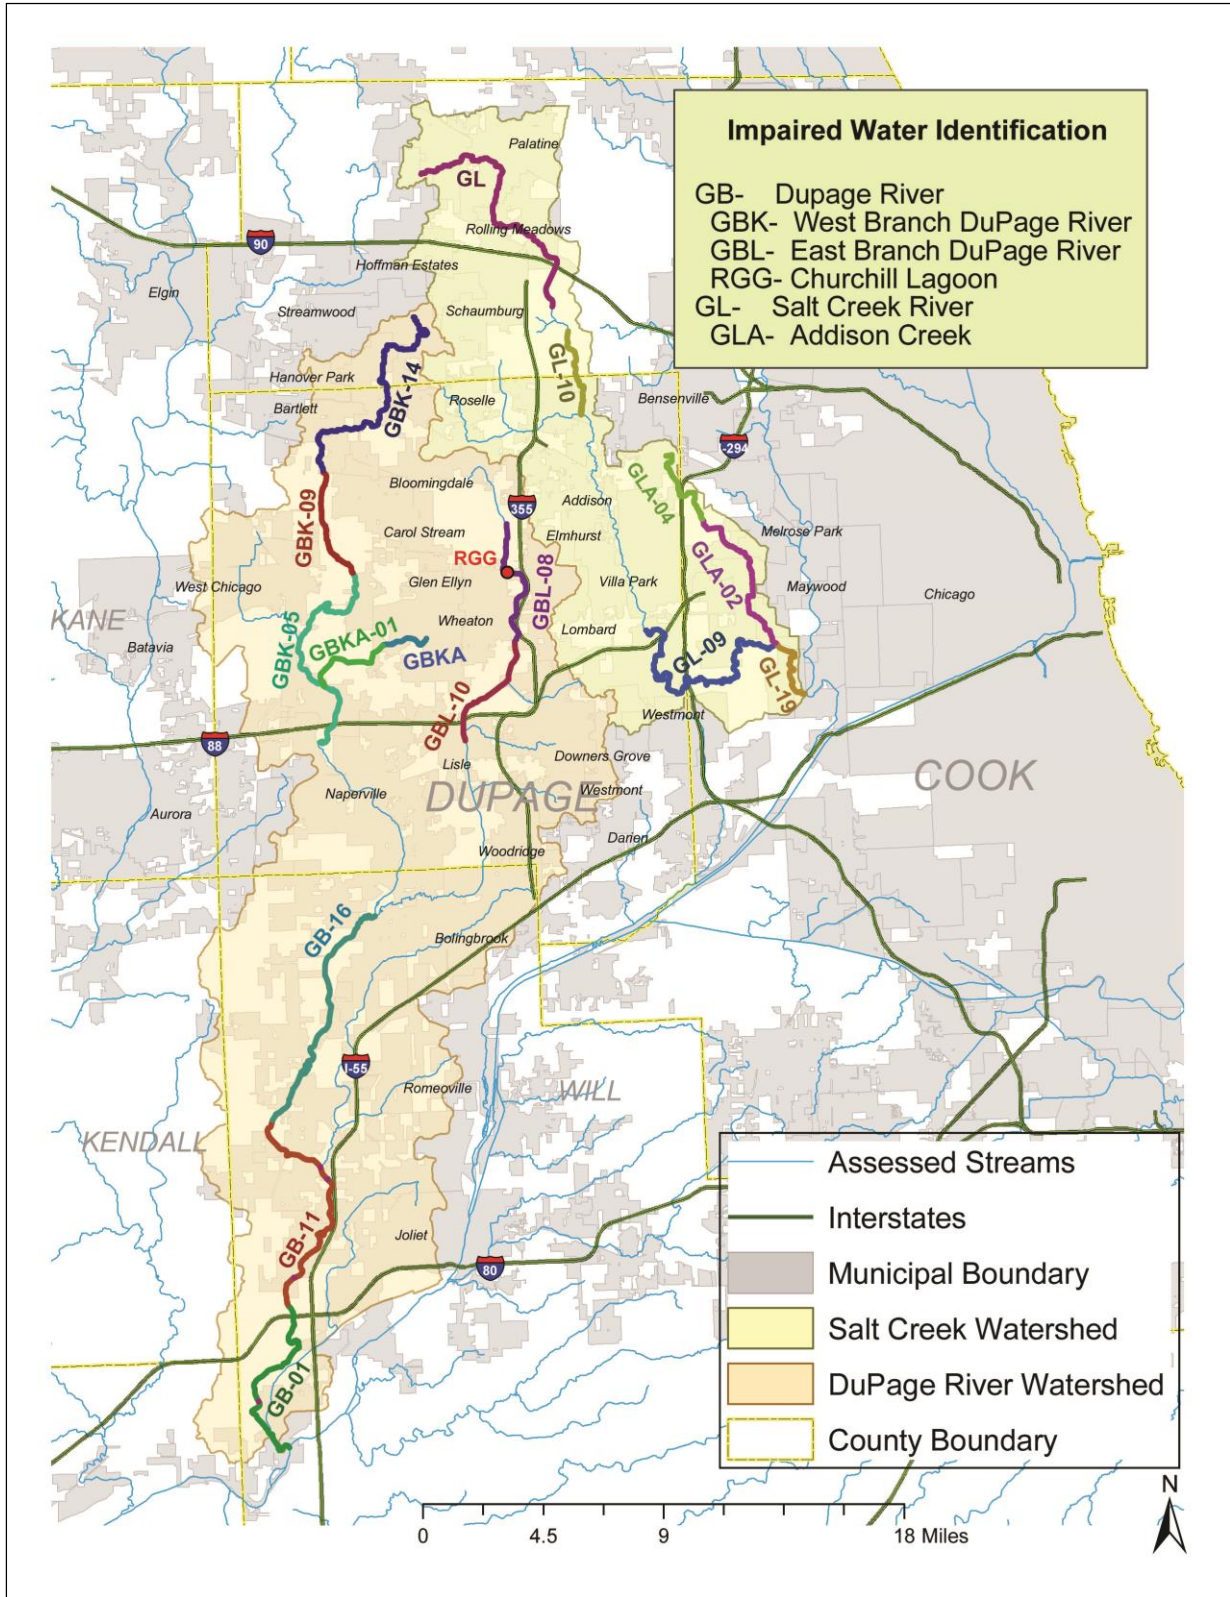 Impaired Water Identification
GB- Dupage River
GBK- West Branch DuPage River
GBL- East Branch DuPage River
RGG- Churchill Lagoon
GL- Salt Creek River
GLA- Addison Creek
Palatine
GL
Rolling Meadows
90
Hoffman Estates
Elgin
Streamwood
Schaumburg
GL-10
Hanover Park
GBK-14
Bartlett
Roselle
Bensenville
-294
Bloomingdale
GLA-04
Addison
355
GBK-09
Carol Stream
Elmhurst
Melrose Park
RGG
GBL-08
GLA-02
West Chicago
Glen Ellyn
Villa Park
Maywood
Chicago
KANE
Wheaton
Lombard
GBK-05
GBKA-01
GBKA
Batavia
GL-09
GL-19
GBL-10
Westmont
88
Lisle
Downers Grove
COOK
Naperville
DUPAGE
Westmont
Aurora
Darien
Woodridge
GB-16
Bolingbrook
I-55
Romeoville
WILL
KENDALL
GB-11
Joliet
80
GB-01
Assessed Streams
Interstates
Municipal Boundary
Salt Creek Watershed
DuPage River Watershed
County Boundary
N
0 4.5 9 18 Miles